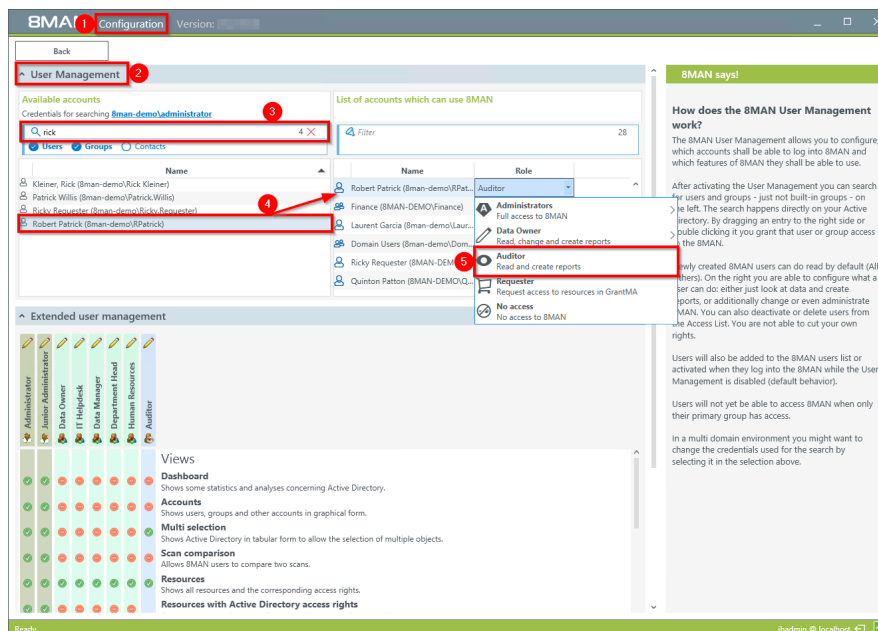 8MAN
1
Configuration
Version:
Back
User Management
2
Available accounts
Credentials for searching 8man-demo\administrator
3
rick
4
Users Groups Contacts
Name
Kleiner, Rick (8man-demo\Rick Kleiner)
Patrick Willis (8man-demo\Patrick.Willis)
Ricky Requester (8man-demo\Ricky.Requester)
Robert Patrick (8man-demo\RPatrick)
4
List of accounts which can use 8MAN
Filter
28
Name Role
Robert Patrick (8man-demo\RPat... Auditor
Finance (8MAN-DEMO\Finance)
Laurent Garcia (8man-demo\Laur...
Domain Users (8man-demo\Dom...
Ricky Requester (8MAN-DEM
Quinton Patton (8MAN-DEMO\Q...
Administrators
Full access to 8MAN
Data Owner
Read, change and create reports
5
Auditor
Read and create reports
Requester
Request access to resources in GrantMA
No access
No access to 8MAN
Extended user management
Administrator
Junior Administrator
Data Owner
IT Helpdesk
Data Manager
Department Head
Human Resources
Auditor
Views
Dashboard
Shows some statistics and analyses concerning Active Directory.
Accounts
Shows users, groups and other accounts in graphical form.
Multi selection
Shows Active Directory in tabular form to allow the selection of multiple objects.
Scan comparison
Allows 8MAN users to compare two scans.
Resources
Shows all resources and the corresponding access rights.
Resources with Active Directory access rights
8MAN says!
How does the 8MAN User Management
work?
The 8MAN User Management allows you to configure,
which accounts shall be able to log into 8MAN and
which features of 8MAN they shall be able to use.
After activating the User Management you can search
for users and groups - just not built-in groups - on
the left. The search happens directly on your Active
Directory. By dragging an entry to the right side or
double clicking it you grant that user or group access
to the 8MAN.
Newly created 8MAN users can do read by default (All
others). On the right you are able to configure what a
user can do: either just look at data and create
reports, or additionally change or even administrate
8MAN. You can also deactivate or delete users from
the Access List. You are not able to cut your own
rights.
Users will also be added to the 8MAN users list or
activated when they log into the 8MAN while the User
Management is disabled (default behavior).
Users will not yet be able to access 8MAN when only
their primary group has access.
In a multi domain environment you might want to
change the credentials used for the search by
selecting it in the selection above.
Ready
ihadmin @ localhost